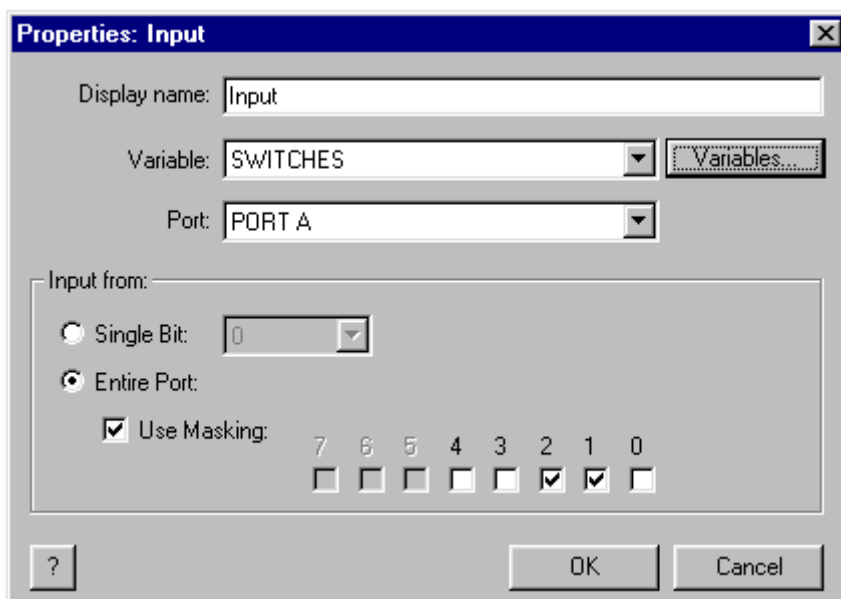 Properties: Input
Display name: Input
Variable: SWITCHES Variables...
Port: PORT A
Input from:
Single Bit: 0
Entire Port:
Use Masking:
7 6 5 4 3 2 1 0
? OK Cancel